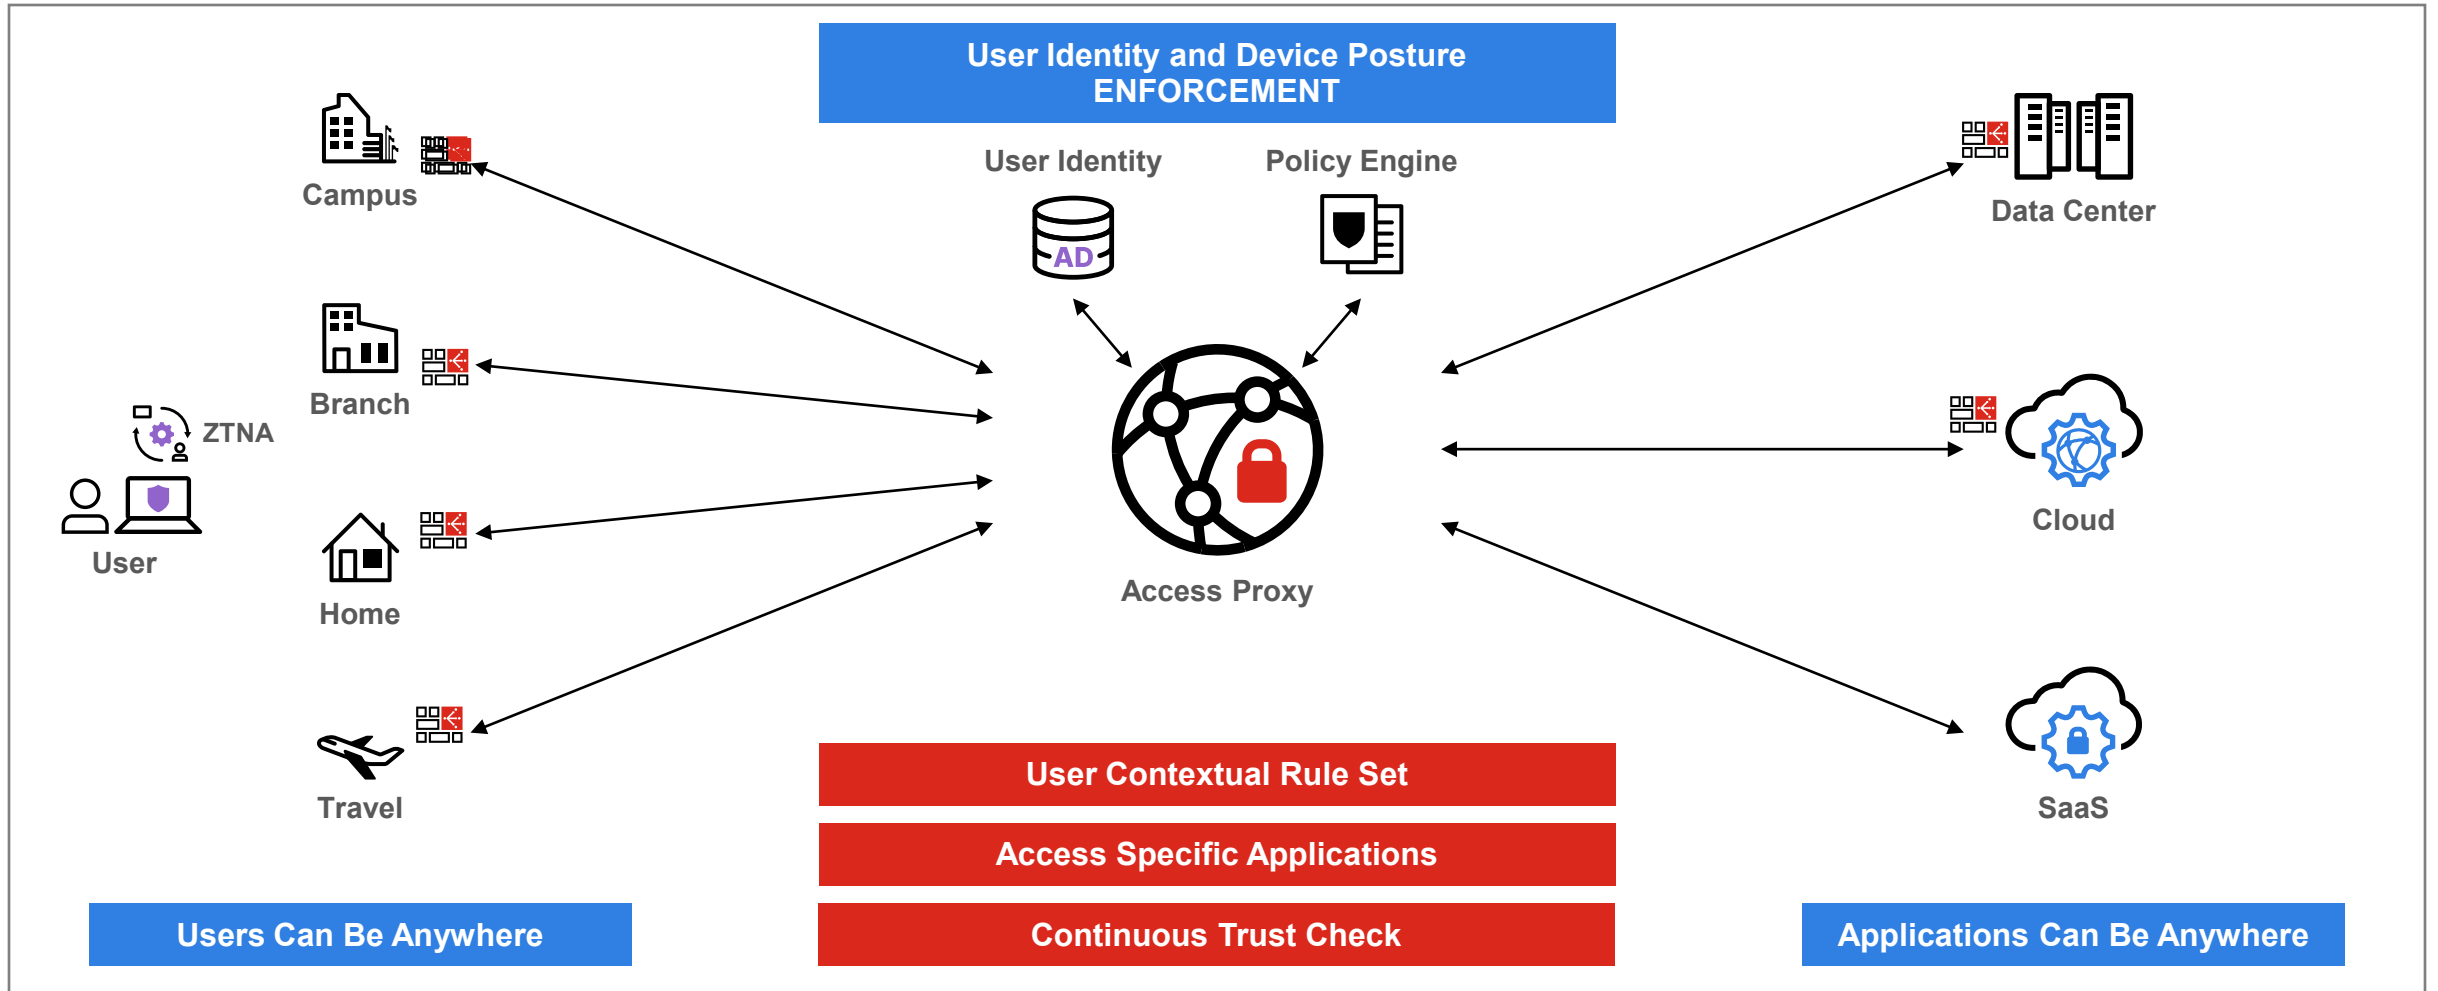 User Identity and Device Posture
ENFORCEMENT
User Identity
Policy Engine
AD
Campus
Data Center
Branch
ZTNA
User
Home
Travel
Access Proxy
Cloud
SaaS
User Contextual Rule Set
Access Specific Applications
Continuous Trust Check
Users Can Be Anywhere
Applications Can Be Anywhere